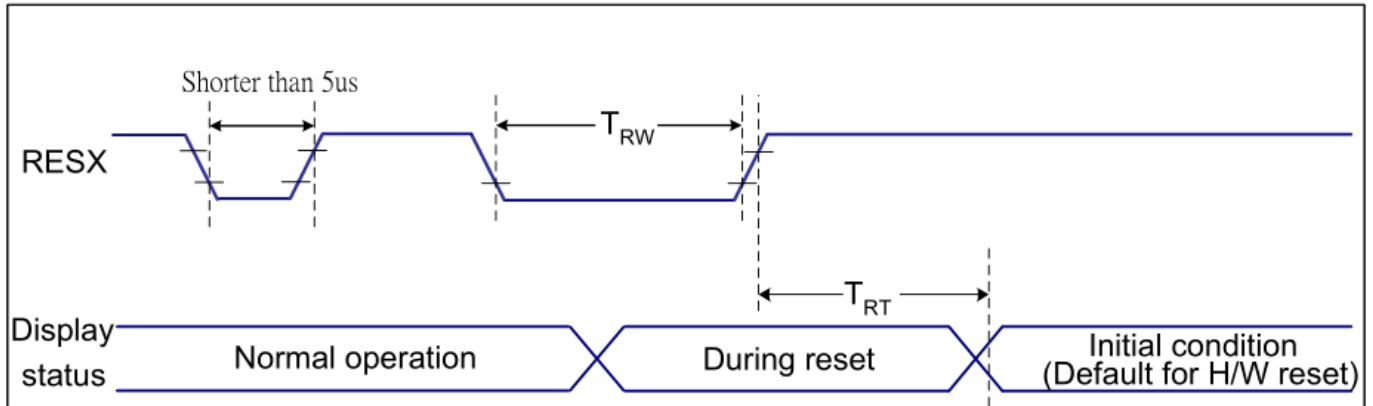 Shorter than 5us
TRW
RESX
TRT
Display
status
Normal operation
During reset
Initial condition
(Default for H/W reset)